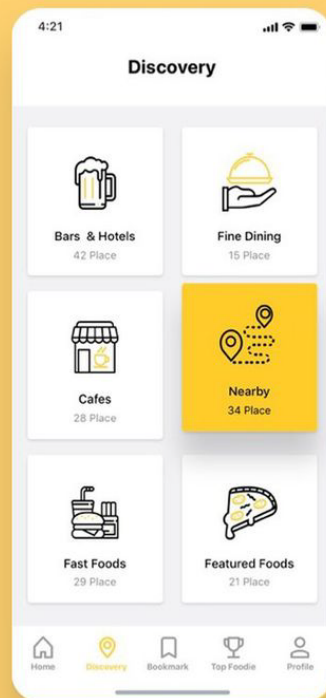 4:21
Discovery
Bars & Hotels
42 Place
Fine Dining
15 Place
Cafes
28 Place
Nearby
34 Place
Fast Foods
29 Place
Featured Foods
21 Place
Home
Discovery
Bookmark
Top Foodie
Profile